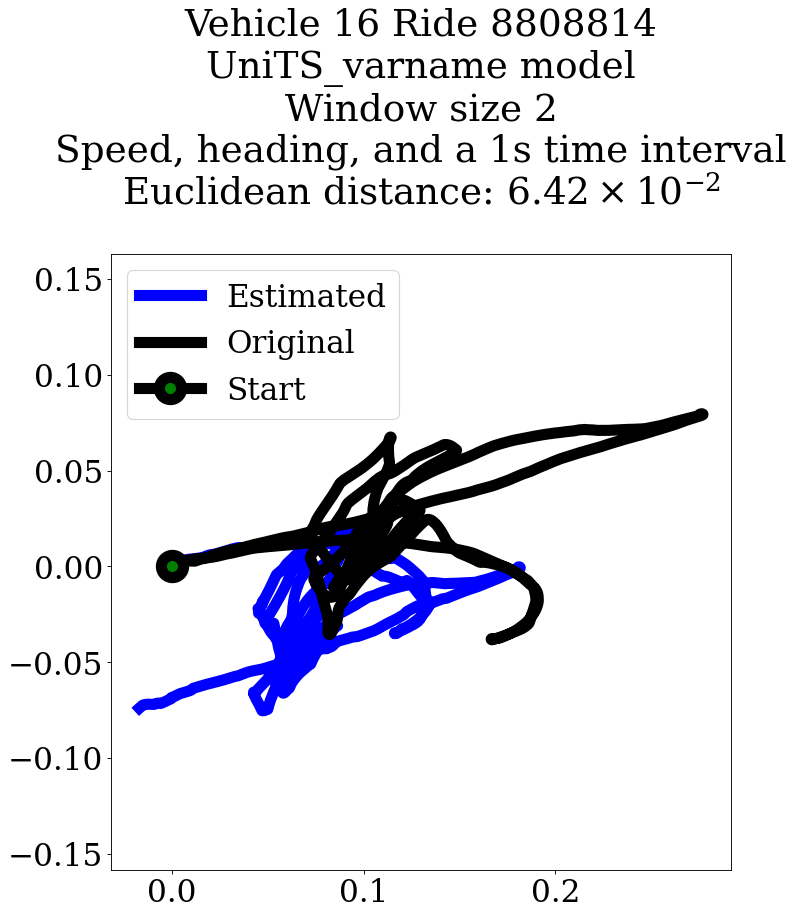 Vehicle 16 Ride 8808814
UniTS_varname model
Window size 2
Speed, heading, and a 1s time interval
Euclidean distance: 6.42 × 10⁻²
Estimated
Original
Start
0.15
0.10
0.05
0.00
−0.05
−0.10
−0.15
0.0 0.1 0.2